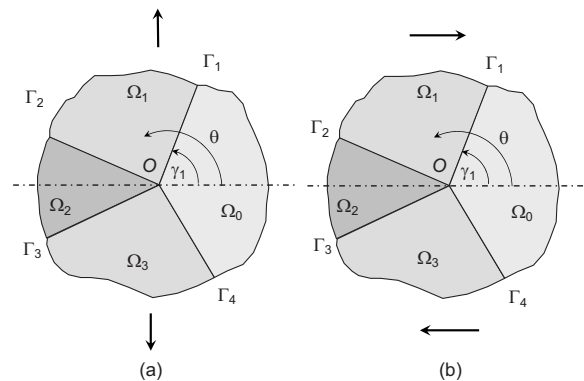 Γ1 Γ1
Γ2 Ω1 Γ2 Ω1
θ θ
O γ1 O γ1
Ω2 Ω0 Ω2 Ω0
Γ3 Ω3 Γ3 Ω3
Γ4 Γ4
(a) (b)